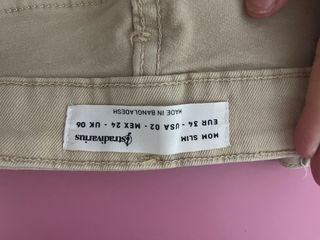 MOM SLIM
EUR 34 - USA 02 - MEX 24 - UK 06
MADE IN BANGLADESH
stradivarius